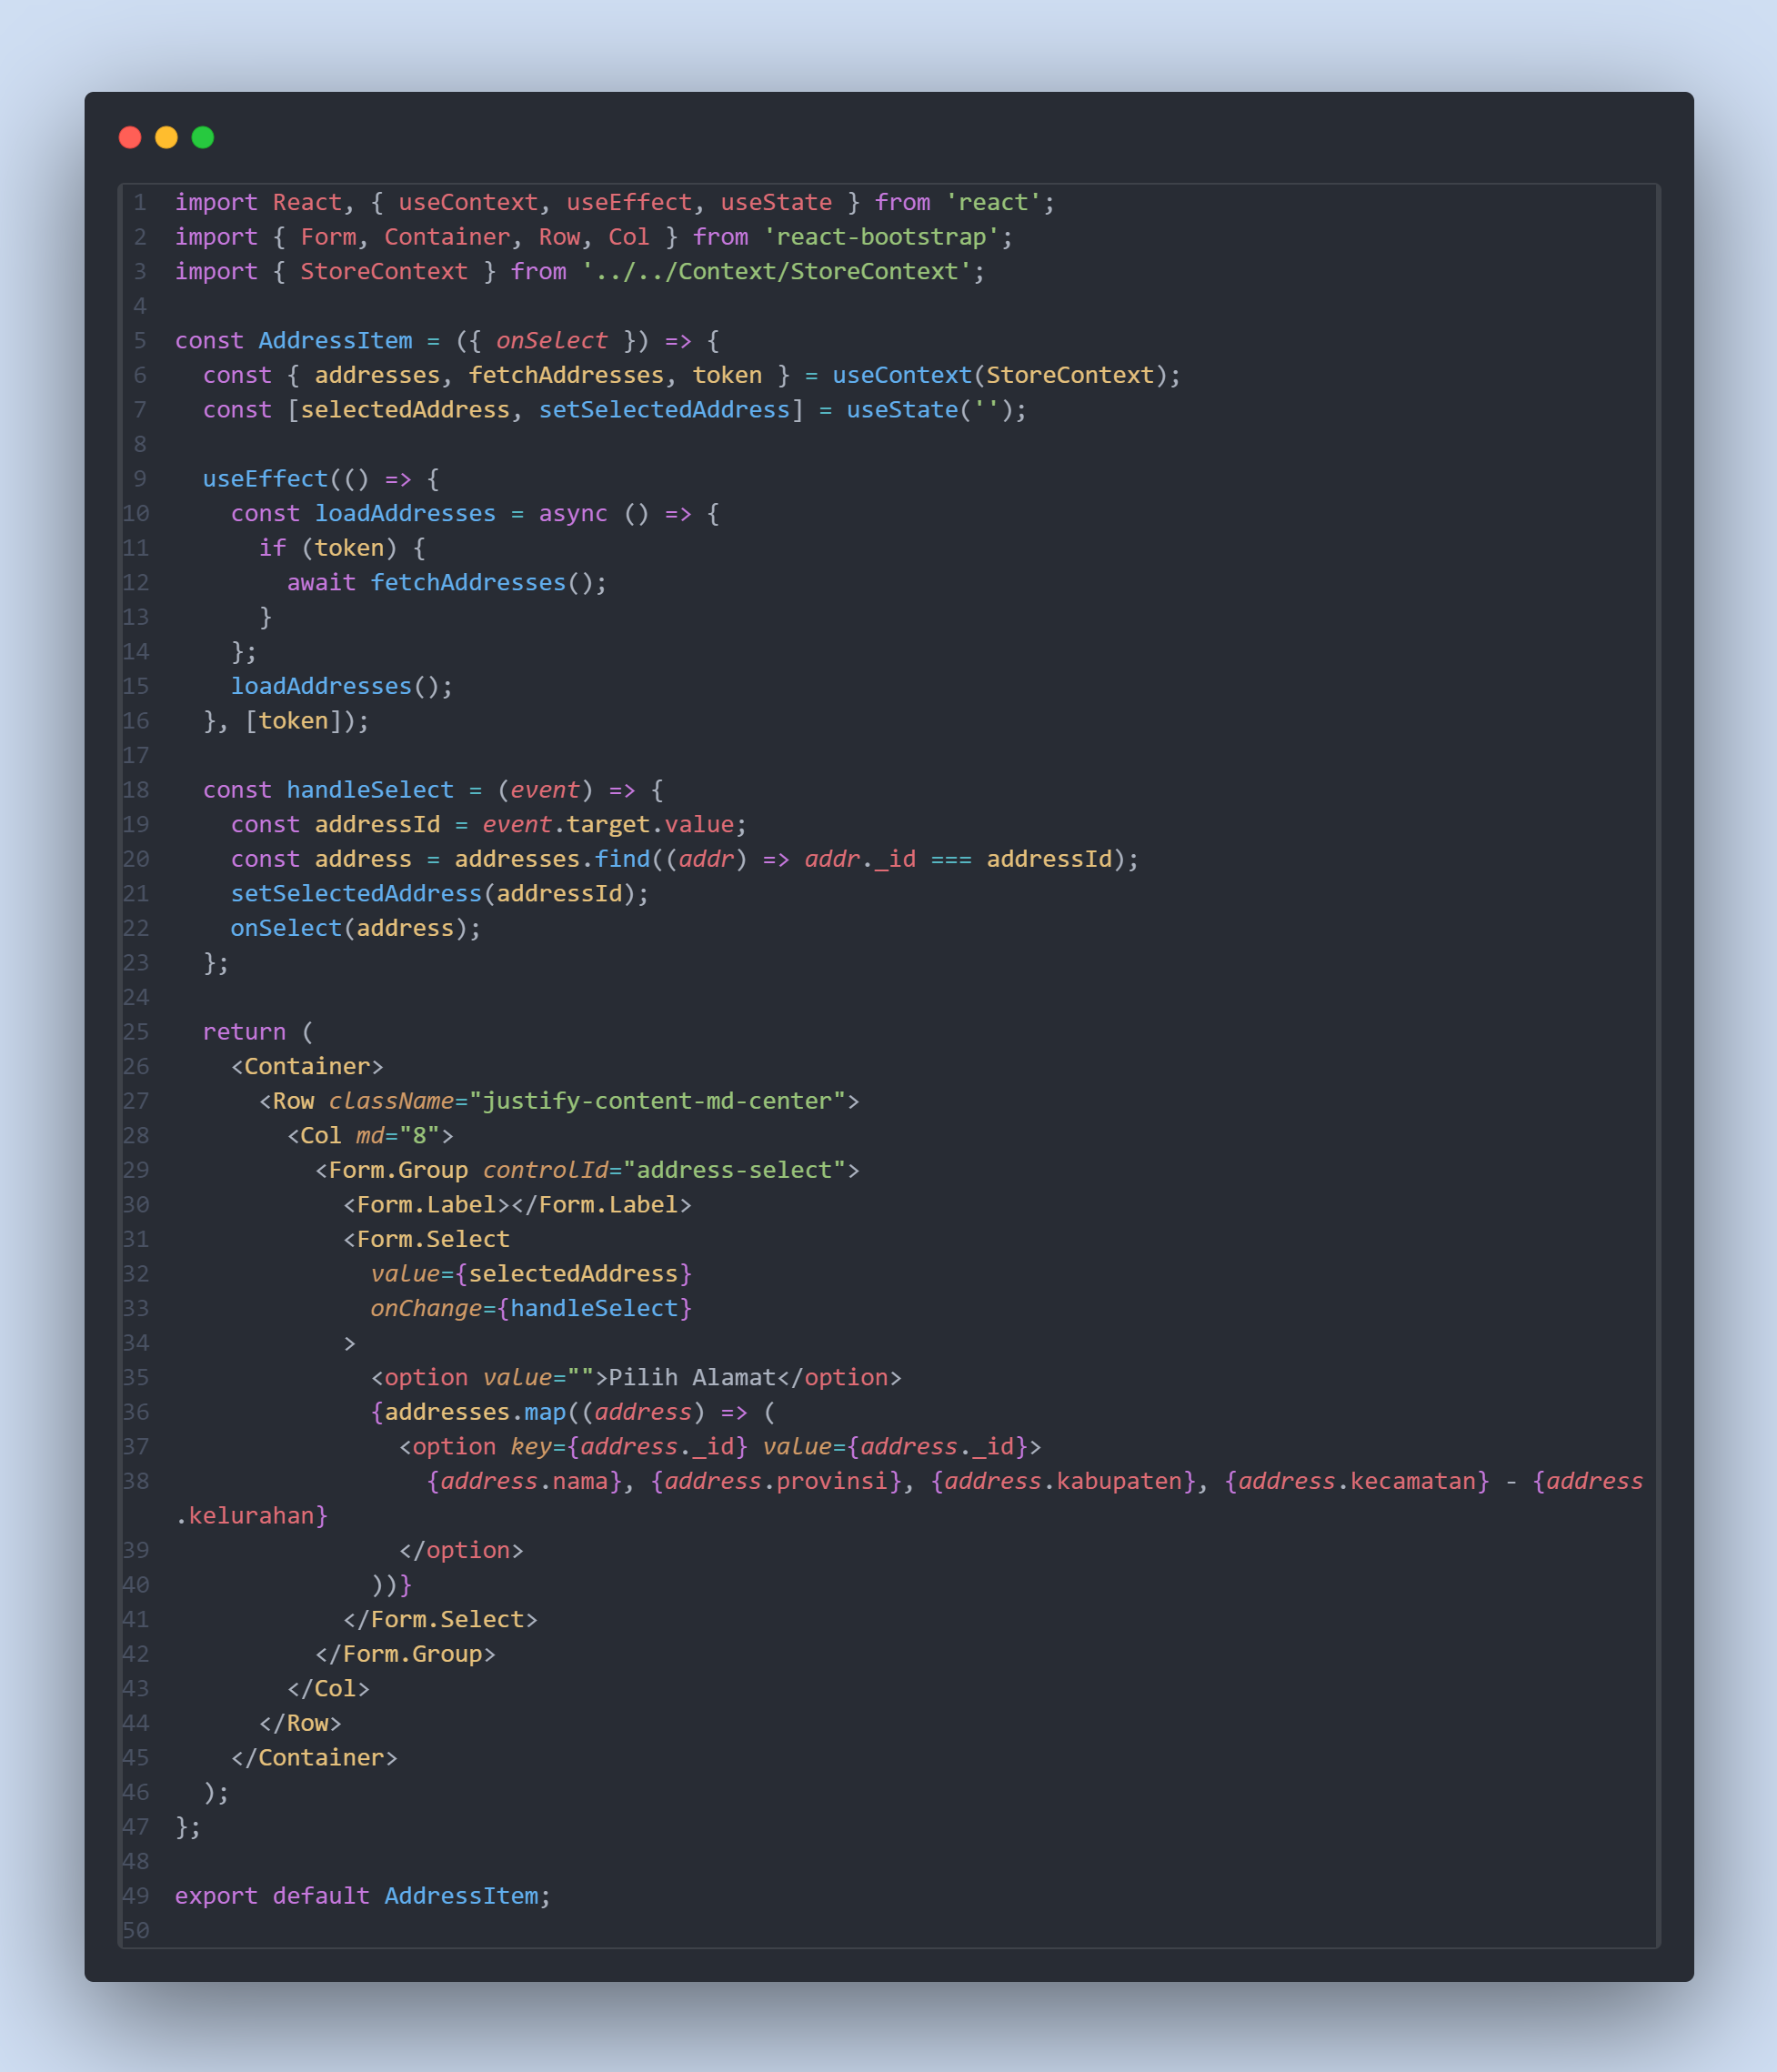 1 import React, { useContext, useEffect, useState } from 'react';
2 import { Form, Container, Row, Col } from 'react-bootstrap';
3 import { StoreContext } from '../../Context/StoreContext';
4
5 const AddressItem = ({ onSelect }) => {
6   const { addresses, fetchAddresses, token } = useContext(StoreContext);
7   const [selectedAddress, setSelectedAddress] = useState('');
8
9   useEffect(() => {
10     const loadAddresses = async () => {
11       if (token) {
12         await fetchAddresses();
13       }
14     };
15     loadAddresses();
16   }, [token]);
17
18   const handleSelect = (event) => {
19     const addressId = event.target.value;
20     const address = addresses.find((addr) => addr._id === addressId);
21     setSelectedAddress(addressId);
22     onSelect(address);
23   };
24
25   return (
26     <Container>
27       <Row className="justify-content-md-center">
28         <Col md="8">
29           <Form.Group controlId="address-select">
30             <Form.Label></Form.Label>
31             <Form.Select
32               value={selectedAddress}
33               onChange={handleSelect}
34             >
35               <option value="">Pilih Alamat</option>
36               {addresses.map((address) => (
37                 <option key={address._id} value={address._id}>
38                   {address.nama}, {address.provinsi}, {address.kabupaten}, {address.kecamatan} - {address
.kelurahan}
39                 </option>
40               ))}
41             </Form.Select>
42           </Form.Group>
43         </Col>
44       </Row>
45     </Container>
46   );
47 };
48
49 export default AddressItem;
50